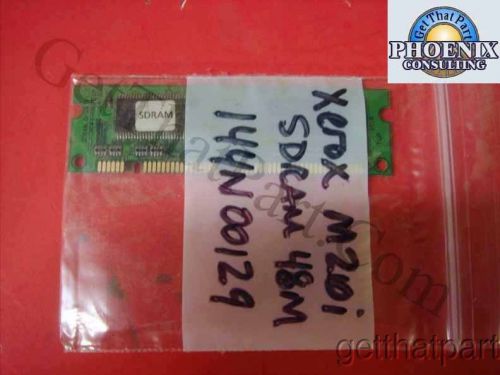 Get That Part
PHOENIX
CONSULTING
SDRAM
Xerox M20i
SDRAM 48M
144N00129
GetThatPart.Com
getthatpart